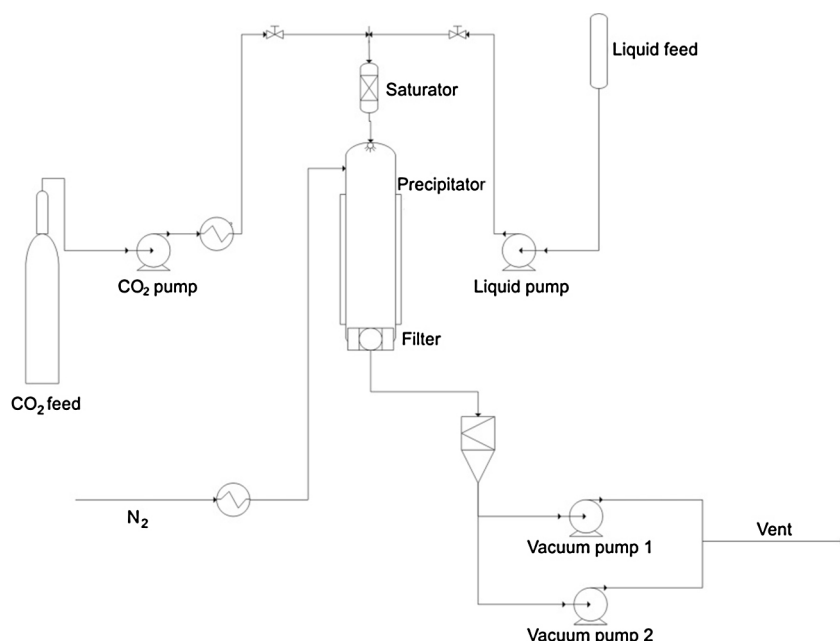 Liquid feed
Saturator
Precipitator
CO₂ pump
Liquid pump
Filter
CO₂ feed
N₂
Vent
Vacuum pump 1
Vacuum pump 2